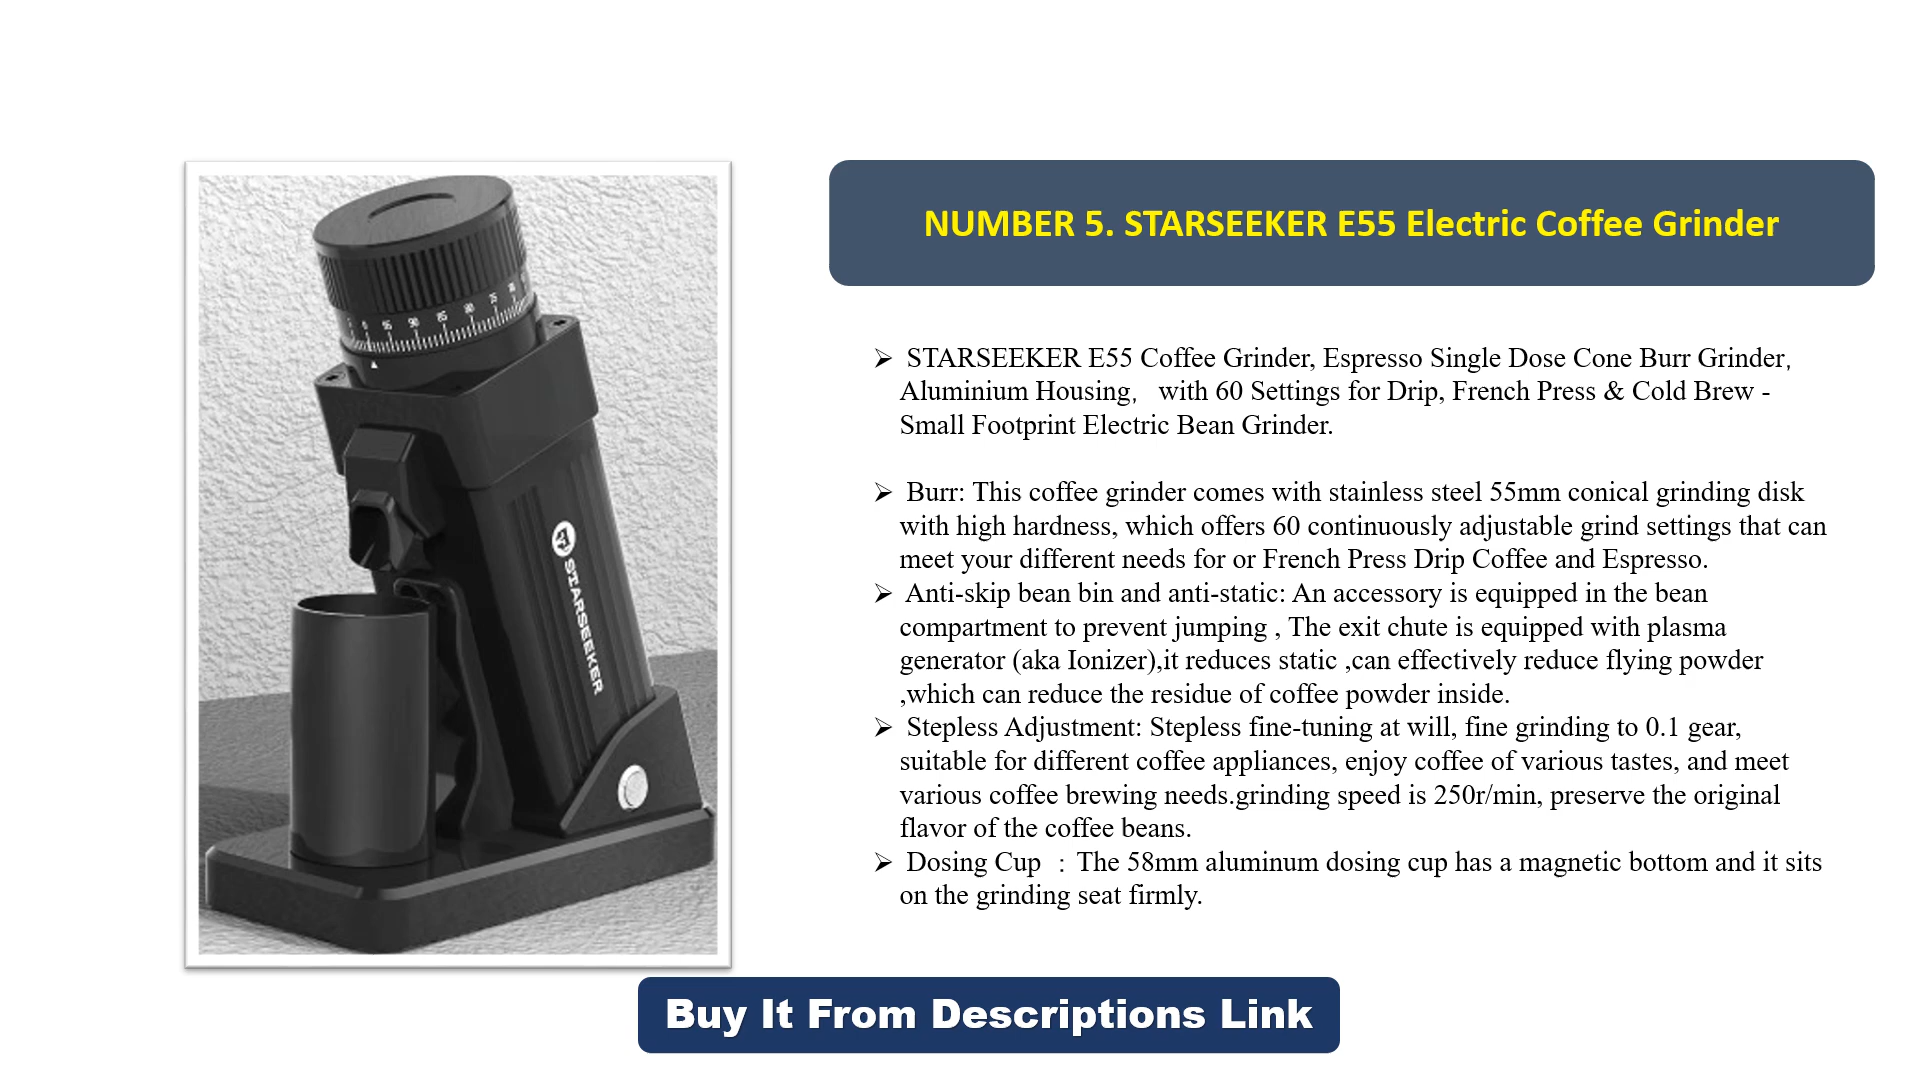 NUMBER 5. STARSEEKER E55 Electric Coffee Grinder
➢ STARSEEKER E55 Coffee Grinder, Espresso Single Dose Cone Burr Grinder，
Aluminium Housing， with 60 Settings for Drip, French Press & Cold Brew -
Small Footprint Electric Bean Grinder.
➢ Burr: This coffee grinder comes with stainless steel 55mm conical grinding disk
with high hardness, which offers 60 continuously adjustable grind settings that can
meet your different needs for or French Press Drip Coffee and Espresso.
➢ Anti-skip bean bin and anti-static: An accessory is equipped in the bean
compartment to prevent jumping , The exit chute is equipped with plasma
generator (aka Ionizer),it reduces static ,can effectively reduce flying powder
,which can reduce the residue of coffee powder inside.
➢ Stepless Adjustment: Stepless fine-tuning at will, fine grinding to 0.1 gear,
suitable for different coffee appliances, enjoy coffee of various tastes, and meet
various coffee brewing needs.grinding speed is 250r/min, preserve the original
flavor of the coffee beans.
➢ Dosing Cup ：The 58mm aluminum dosing cup has a magnetic bottom and it sits
on the grinding seat firmly.
STARSEEKER
Buy It From Descriptions Link